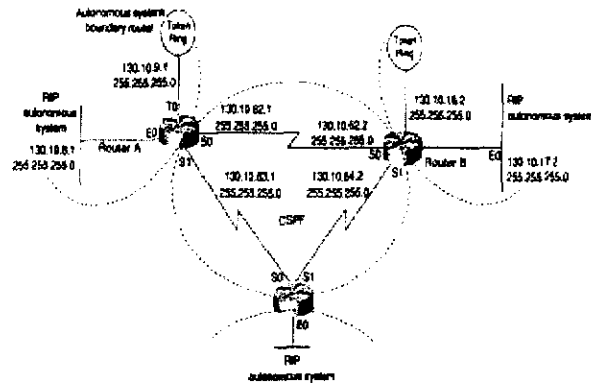 Autonomous system
boundary router
Token
Ring
130.10.9.1
255.255.255.0
T0
RIP
autonomous
system
E0
Router A
130.10.8.1
255.255.255.0
S0
S1
130.10.62.1
255.255.255.0
130.10.62.2
255.255.255.0
S0
Token
Ring
130.10.16.2
255.255.255.0
RIP
autonomous system
Router B
E0
S1
130.10.17.2
255.255.255.0
130.10.63.1
255.255.255.0
130.10.64.2
255.255.255.0
OSPF
S0
S1
E0
RIP
autonomous system